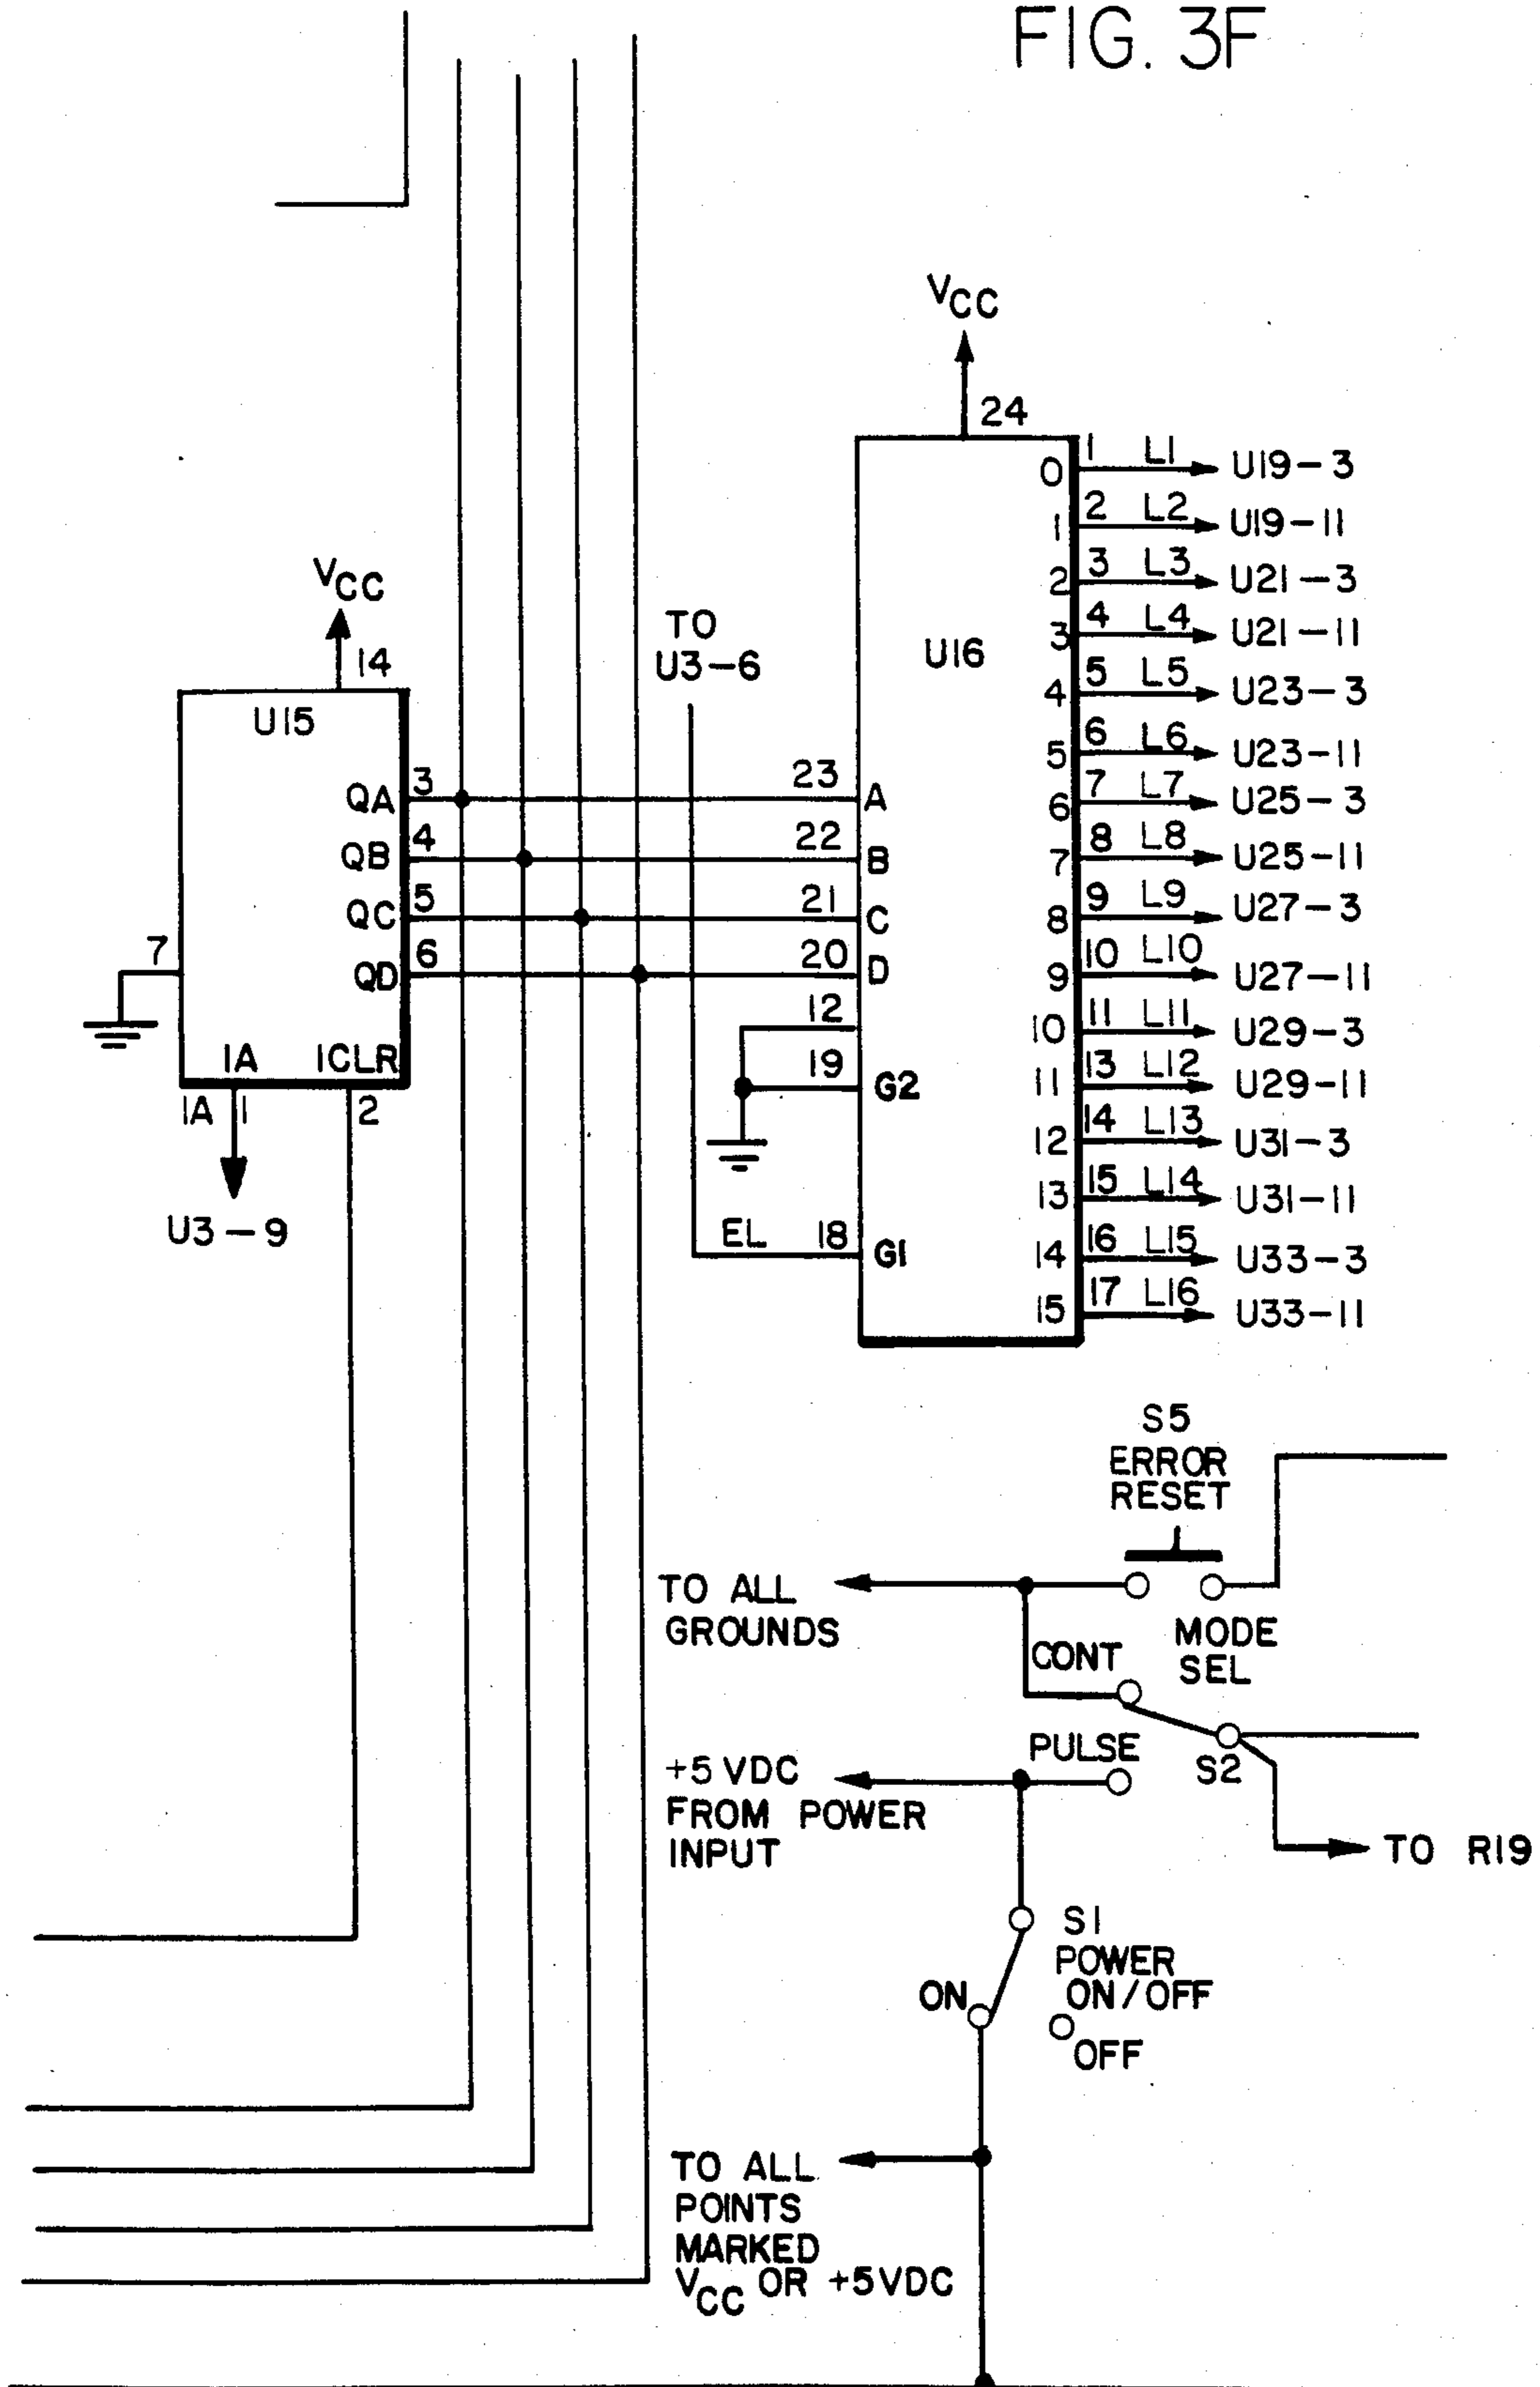 FIG. 3F
VCC
24
U16
0 1 L1 U19-3
1 2 L2 U19-11
2 3 L3 U21-3
3 4 L4 U21-11
4 5 L5 U23-3
5 6 L6 U23-11
6 7 L7 U25-3
7 8 L8 U25-11
8 9 L9 U27-3
9 10 L10 U27-11
10 11 L11 U29-3
11 13 L12 U29-11
12 14 L13 U31-3
13 15 L14 U31-11
14 16 L15 U33-3
15 17 L16 U33-11
VCC
14
U15
TO
U3-6
QA 3 23 A
QB 4 22 B
QC 5 21 C
7 QD 6 20 D
12
19 G2
1A 1CLR
1A 1 2
U3-9
EL 18 G1
S5
ERROR
RESET
TO ALL
GROUNDS
MODE
SEL
CONT
PULSE
S2
+5 VDC
FROM POWER
INPUT
TO R19
S1
POWER
ON/OFF
ON
OFF
TO ALL
POINTS
MARKED
VCC OR +5VDC